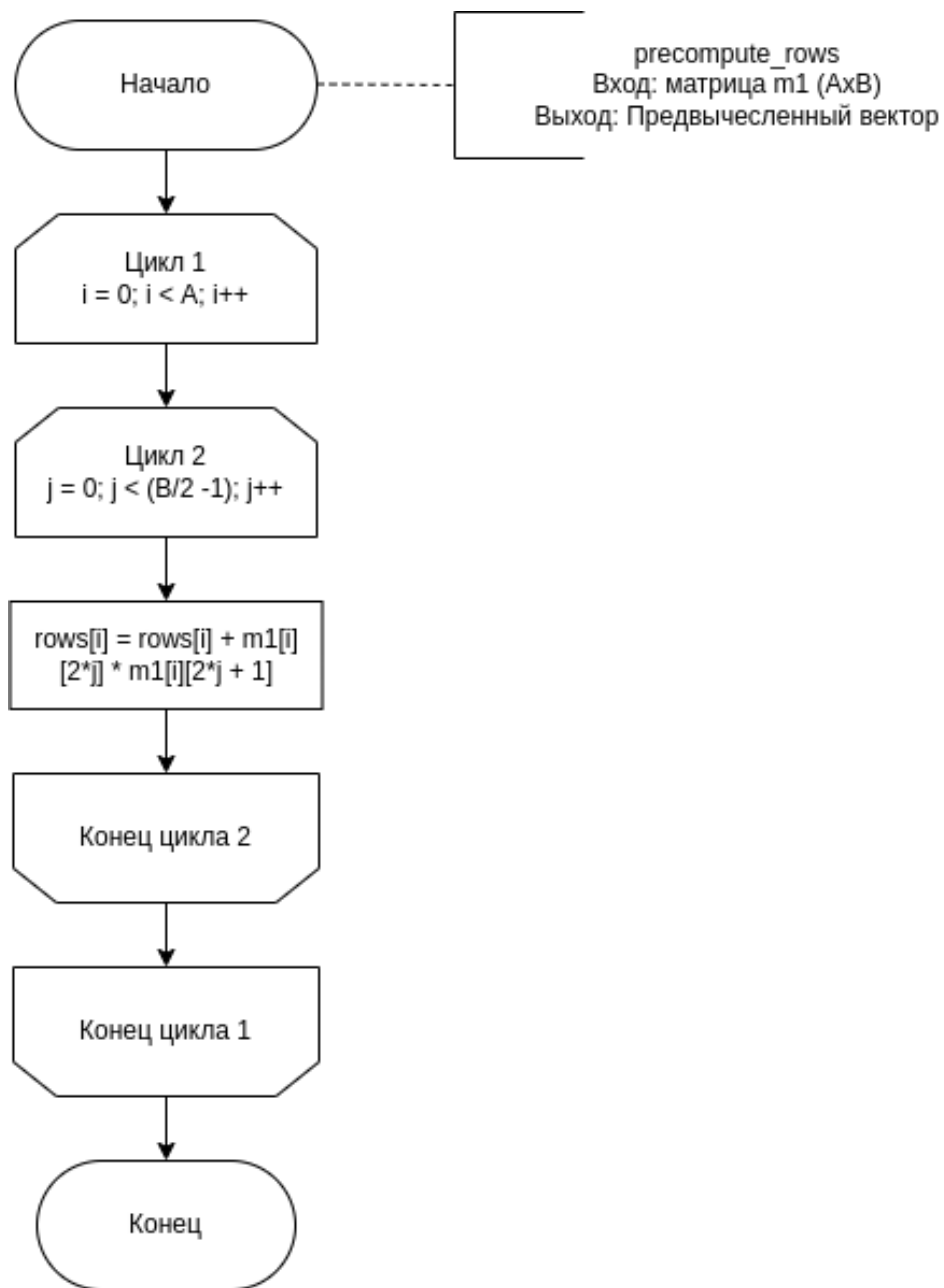 Начало
precompute_rows
Вход: матрица m1 (AxB)
Выход: Предвычесленный вектор
Цикл 1
i = 0; i < A; i++
Цикл 2
j = 0; j < (B/2 -1); j++
rows[i] = rows[i] + m1[i]
[2*j] * m1[i][2*j + 1]
Конец цикла 2
Конец цикла 1
Конец